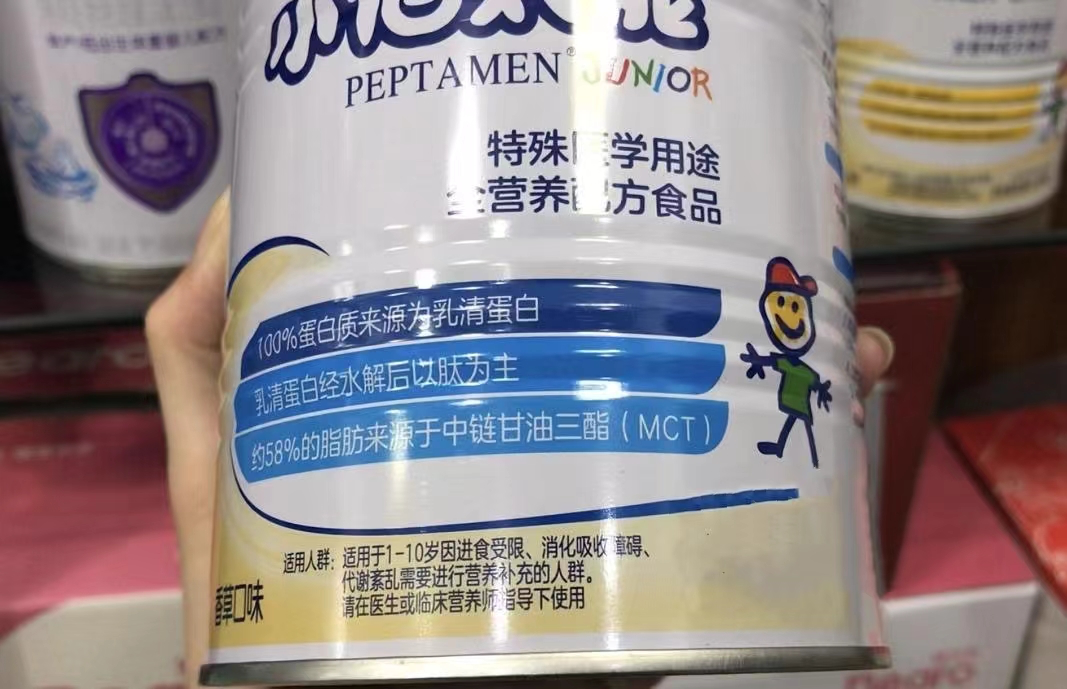 PEPTAMEN® JUNIOR
特殊医学用途
全营养配方食品
100%蛋白质来源为乳清蛋白
乳清蛋白经水解后以肽为主
约58%的脂肪来源于中链甘油三酯(MCT)
适用人群:适用于1-10岁因进食受限、消化吸收障碍、
代谢紊乱需要进行营养补充的人群。
请在医生或临床营养师指导下使用
香草口味